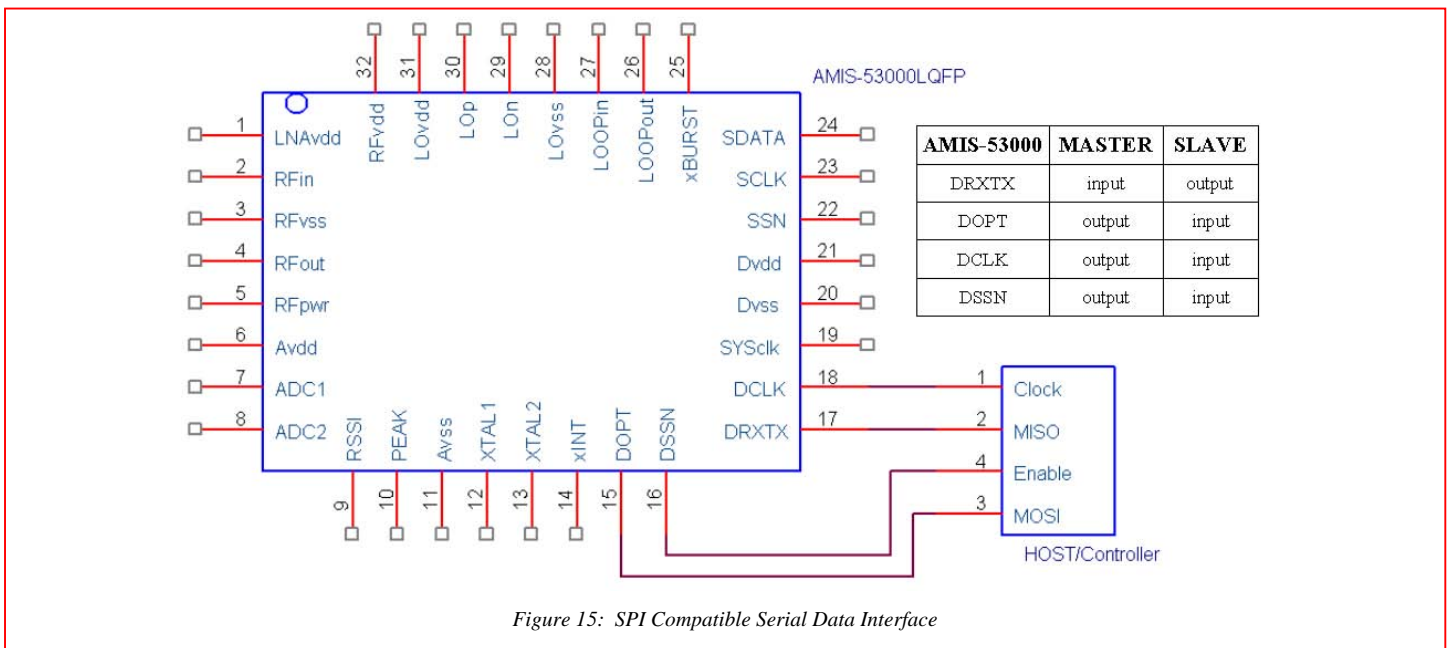 32 31 30 29 28 27 26 25
AMIS-53000LQFP
RFvdd LOvdd LOp LOn LOvss LOOPin LOOPout xBURST
1 LNAvdd
2 RFin
3 RFvss
4 RFout
5 RFpwr
6 Avdd
7 ADC1
8 ADC2
SDATA 24
SCLK 23
SSN 22
Dvdd 21
Dvss 20
SYSclk 19
DCLK 18
DRXTX 17
RSSI PEAK Avss XTAL1 XTAL2 xINT DOPT DSSN
9 10 11 12 13 14 15 16
AMIS-53000 MASTER SLAVE
DRXTX input output
DOPT output input
DCLK output input
DSSN output input
1 Clock
2 MISO
4 Enable
3 MOSI
HOST/Controller
Figure 15: SPI Compatible Serial Data Interface